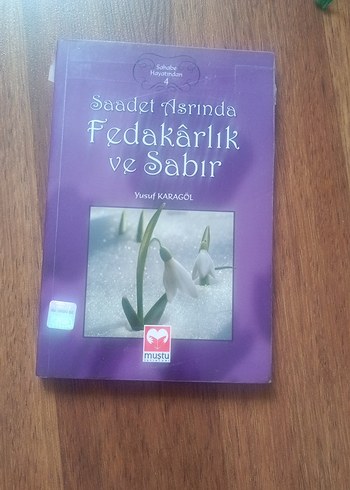 Sahabe
Hayatından
4
Saadet Asrında
Fedakârlık
ve Sabır
Yusuf KARAGÖL
muştu